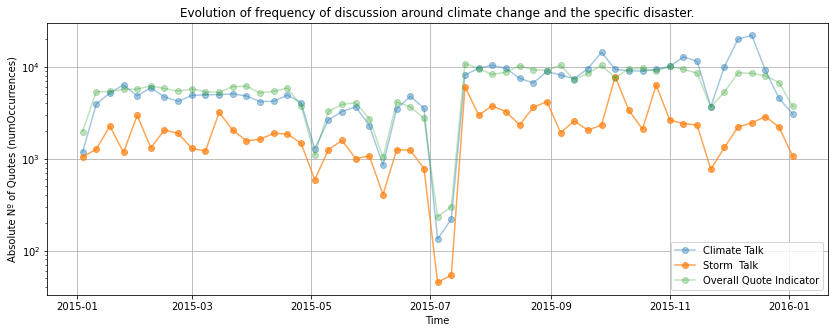 Evolution of frequency of discussion around climate change and the specific disaster.
Absolute Nº of Quotes (numOccurrences)
10⁴
10³
10²
Climate Talk
Storm  Talk
Overall Quote Indicator
2015-01 2015-03 2015-05 2015-07 2015-09 2015-11 2016-01
Time